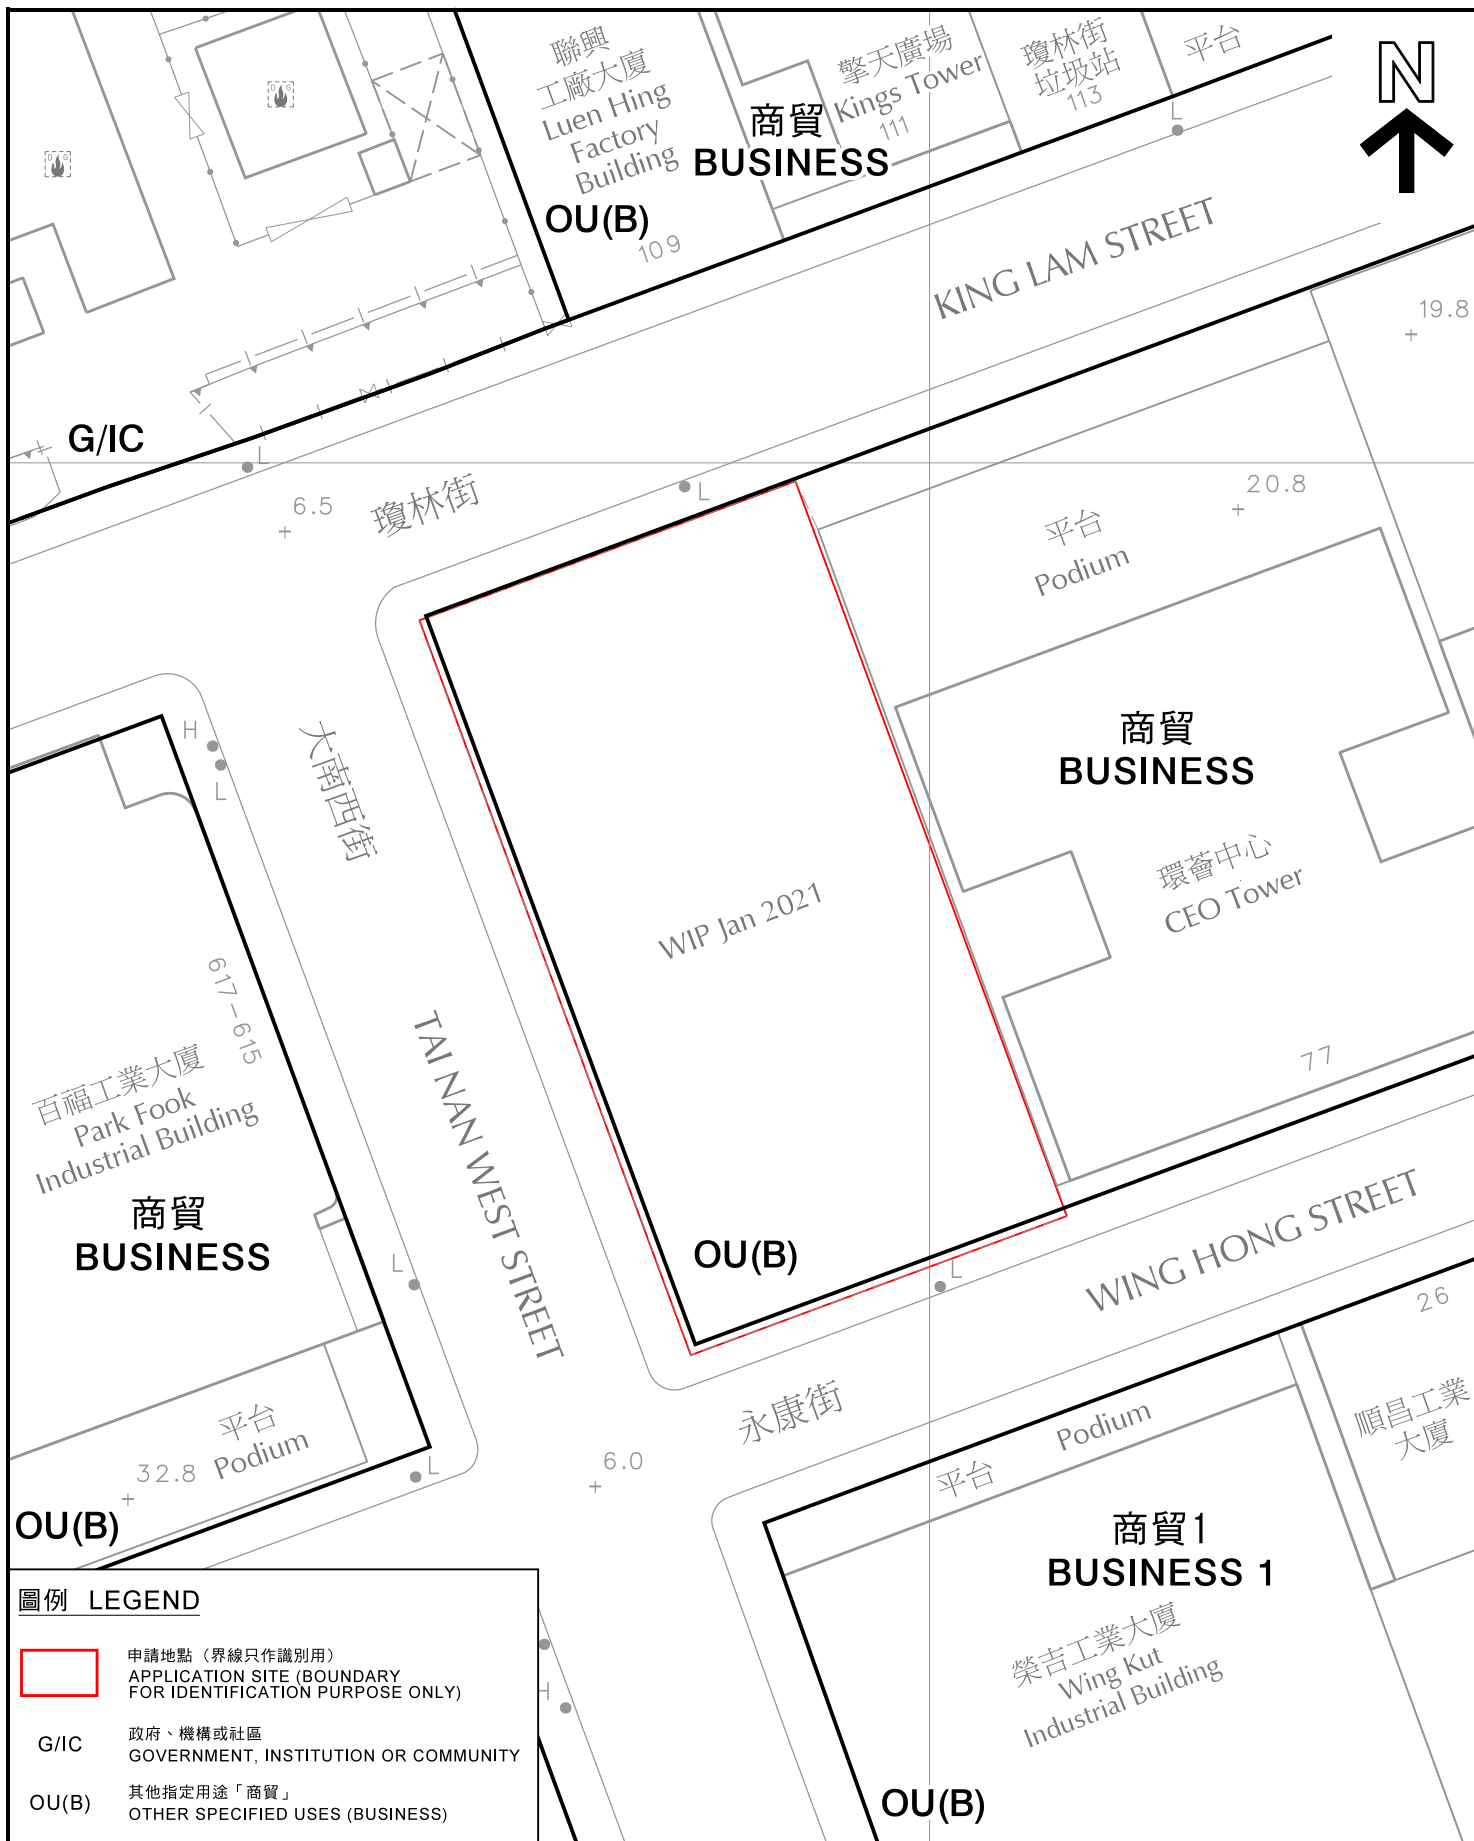 聯興
工廠大廈
Luen Hing
Factory
Building
109
擎天廣場
Kings Tower
111
瓊林街
垃圾站
113
平台
N
商貿
BUSINESS
OU(B)
D G
D G
KING LAM STREET
L
19.8
G/IC
L
6.5
瓊林街
L
20.8
平台
Podium
H
L
大南西街
商貿
BUSINESS
環薈中心
CEO Tower
WIP Jan 2021
617-615
百福工業大廈
Park Fook
Industrial Building
商貿
BUSINESS
TAI NAN WEST STREET
77
L
OU(B)
L
WING HONG STREET
26
永康街
平台
Podium
32.8
L
6.0
OU(B)
Podium
平台
順昌工業
大廈
商貿1
BUSINESS 1
榮吉工業大廈
Wing Kut
Industrial Building
OU(B)
H
圖例 LEGEND
申請地點（界線只作識別用）
APPLICATION SITE (BOUNDARY
FOR IDENTIFICATION PURPOSE ONLY)
G/IC
政府、機構或社區
GOVERNMENT, INSTITUTION OR COMMUNITY
OU(B)
其他指定用途「商貿」
OTHER SPECIFIED USES (BUSINESS)